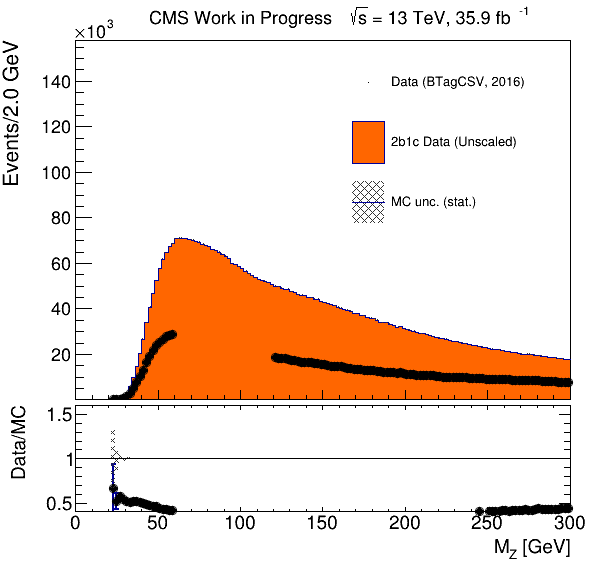 CMS Work in Progress √s = 13 TeV, 35.9 fb⁻¹
×10³
Events/2.0 GeV
140
120
100
80
60
40
20
Data (BTagCSV, 2016)
2b1c Data (Unscaled)
MC unc. (stat.)
Data/MC
1.5
1
0.5
0 50 100 150 200 250 300
M_Z [GeV]